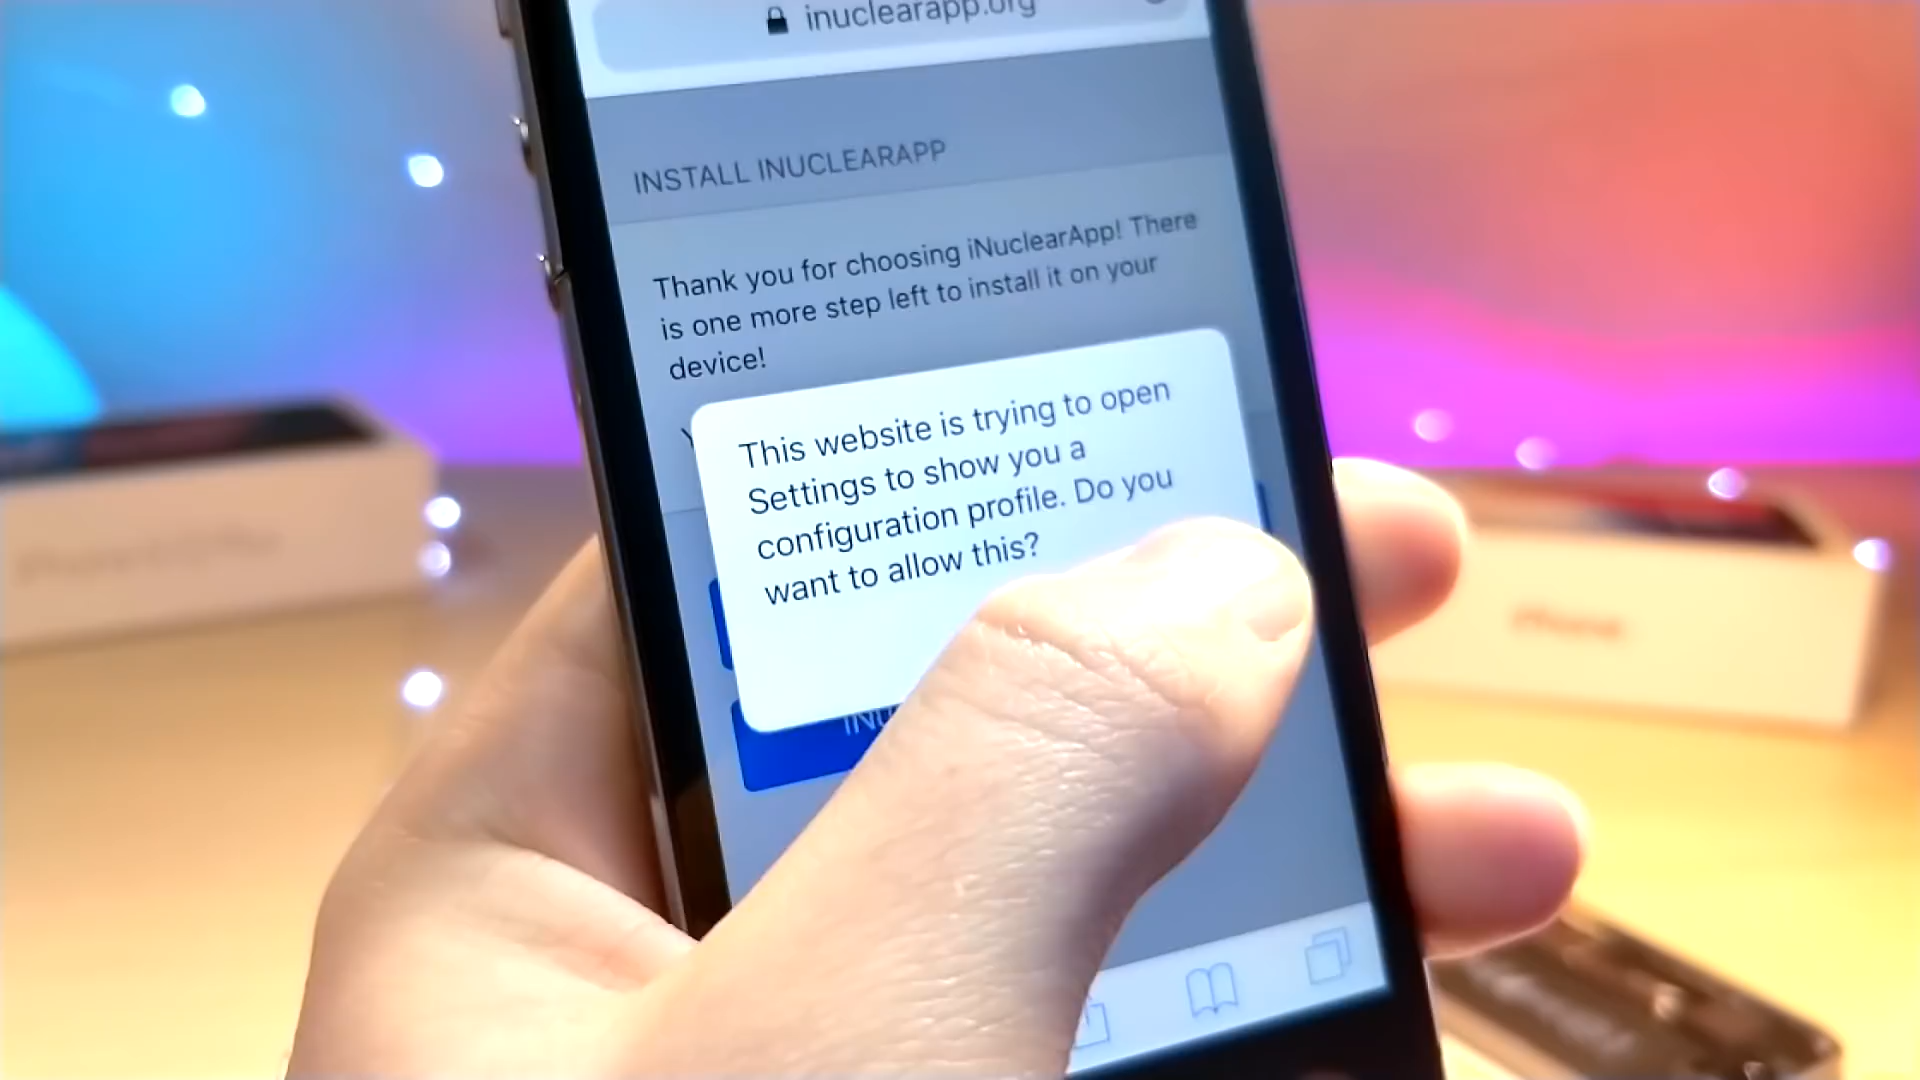 inuclearapp.org
INSTALL INUCLEARAPP
Thank you for choosing iNuclearApp! There
is one more step left to install it on your
device!
This website is trying to open
Settings to show you a
configuration profile. Do you
want to allow this?